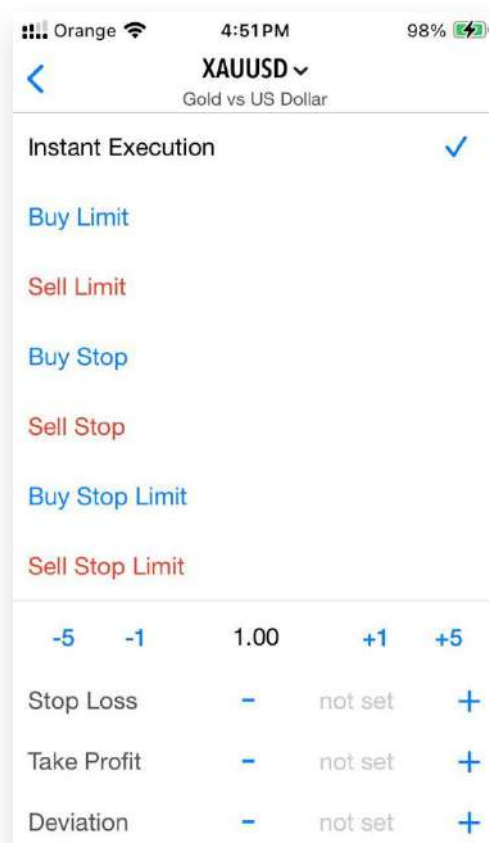 Orange 4:51 PM 98%
XAUUSD
Gold vs US Dollar
Instant Execution
Buy Limit
Sell Limit
Buy Stop
Sell Stop
Buy Stop Limit
Sell Stop Limit
-5 -1 1.00 +1 +5
Stop Loss - not set +
Take Profit - not set +
Deviation - not set +